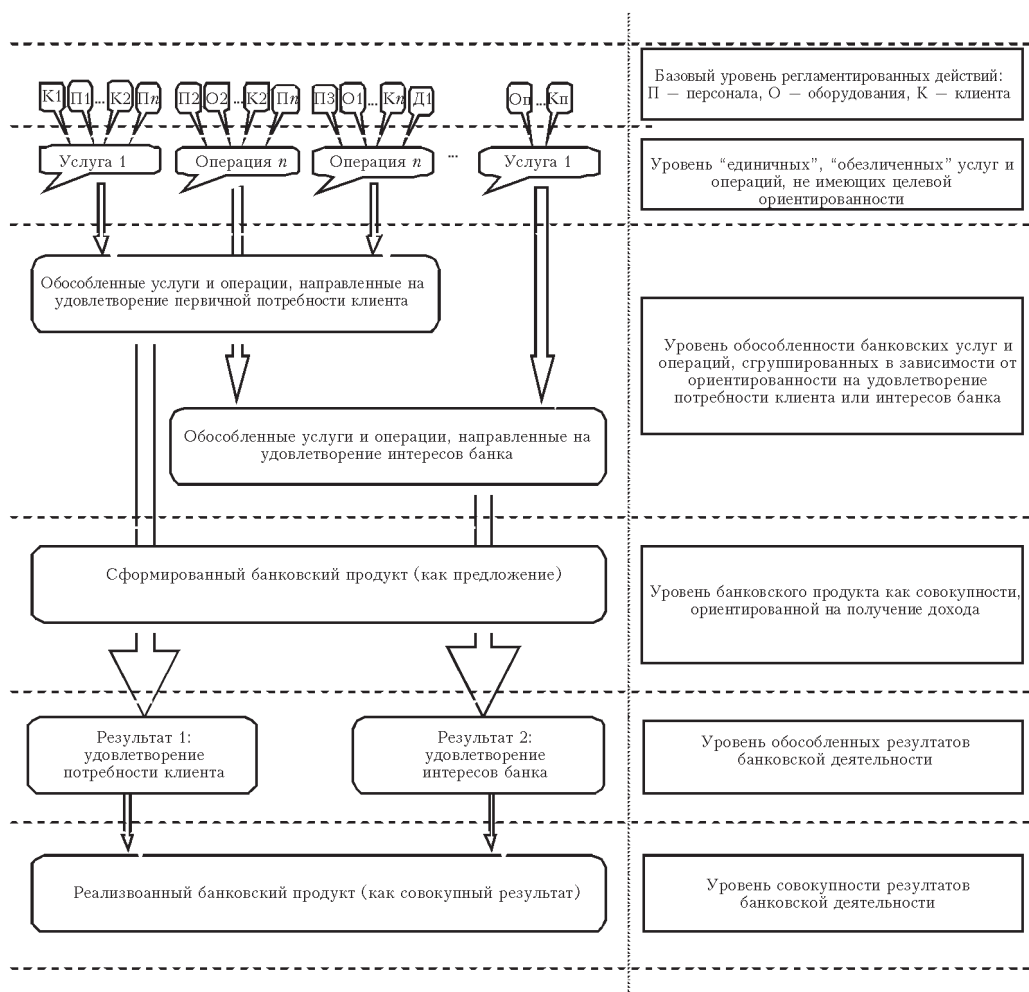 К1 П1 ... К2 Пn П2 О2 ... К2 Пn П3 О1 ... Кn Д1 Оп ... Кп
Базовый уровень регламентированных действий:
П — персонала, О — оборудования, К — клиента
Услуга 1 Операция n Операция n ... Услуга 1
Уровень “единичных”, “обезличенных” услуг и
операций, не имеющих целевой
ориентированности
Обособленные услуги и операции, направленные на
удовлетворение первичной потребности клиента
Уровень обособленности банковских услуг и
операций, сгруппированных в зависимости от
ориентированности на удовлетворение
потребности клиента или интересов банка
Обособленные услуги и операции, направленные на
удовлетворение интересов банка
Сформированный банковский продукт (как предложение)
Уровень банковского продукта как совокупности,
ориентированной на получение дохода
Результат 1:
удовлетворение
потребности клиента
Результат 2:
удовлетворение
интересов банка
Уровень обособленных резултатов
банковской деятельности
Реализвоанный банковский продукт (как совокупный результат)
Уровень совокупности резултатов
банковской деятельности